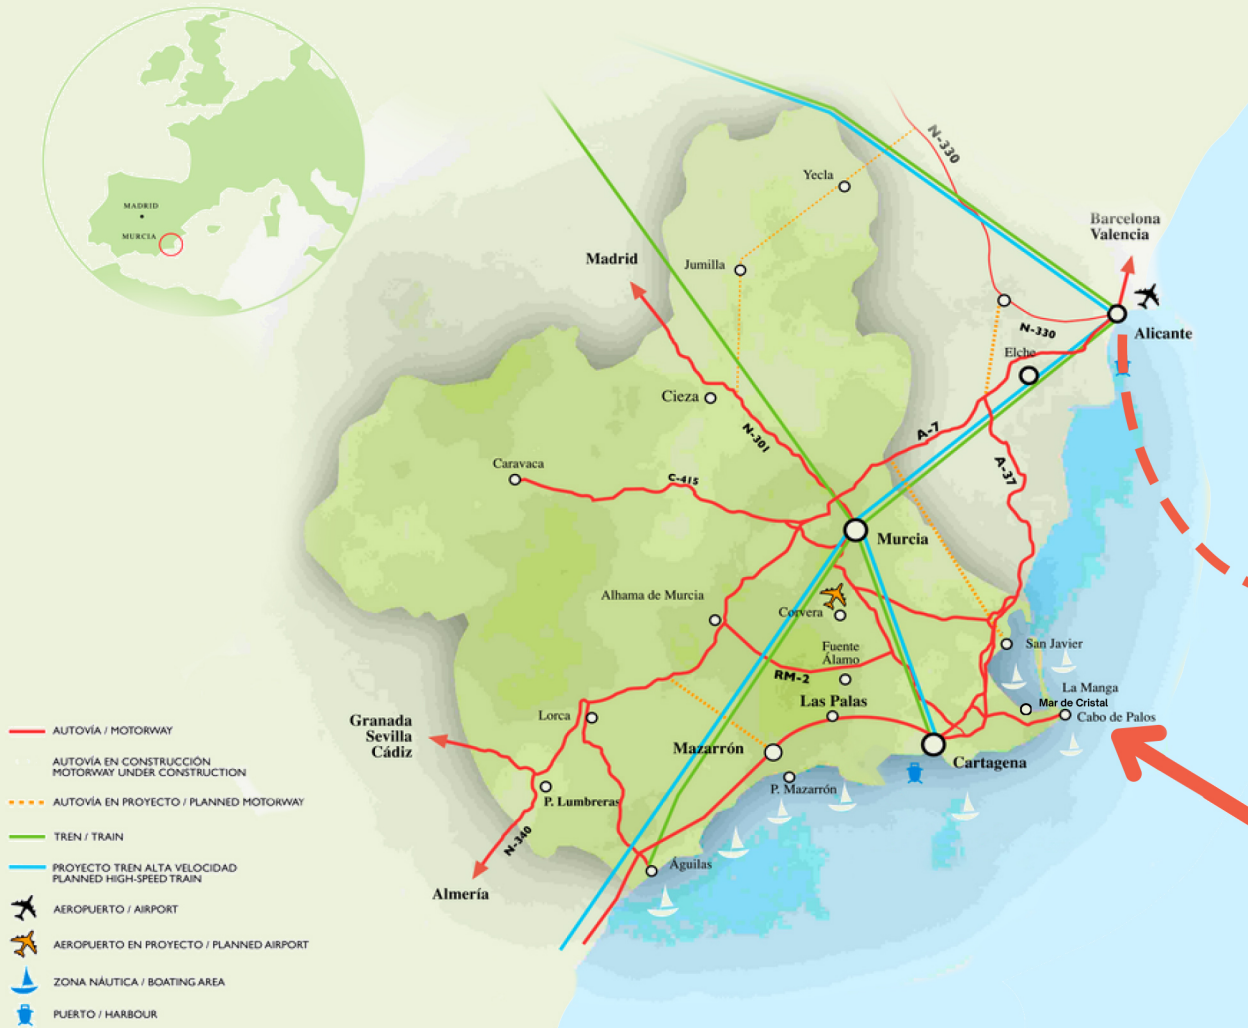 MADRID
MURCIA
N-330
Yecla
Barcelona
Valencia
Jumilla
Madrid
N-330
Alicante
Elche
Cieza
N-301
A-7
A-37
Caravaca
C-415
Murcia
Alhama de Murcia
Corvera
Fuente
Álamo
San Javier
RM-2
La Manga
Mar de Cristal
Cabo de Palos
Las Palas
Lorca
Granada
Sevilla
Cádiz
Mazarrón
Cartagena
P. Mazarrón
P. Lumbreras
N-340
Águilas
Almería
AUTOVÍA / MOTORWAY
AUTOVÍA EN CONSTRUCCIÓN
MOTORWAY UNDER CONSTRUCTION
AUTOVÍA EN PROYECTO / PLANNED MOTORWAY
TREN / TRAIN
PROYECTO TREN ALTA VELOCIDAD
PLANNED HIGH-SPEED TRAIN
AEROPUERTO / AIRPORT
AEROPUERTO EN PROYECTO / PLANNED AIRPORT
ZONA NÁUTICA / BOATING AREA
PUERTO / HARBOUR